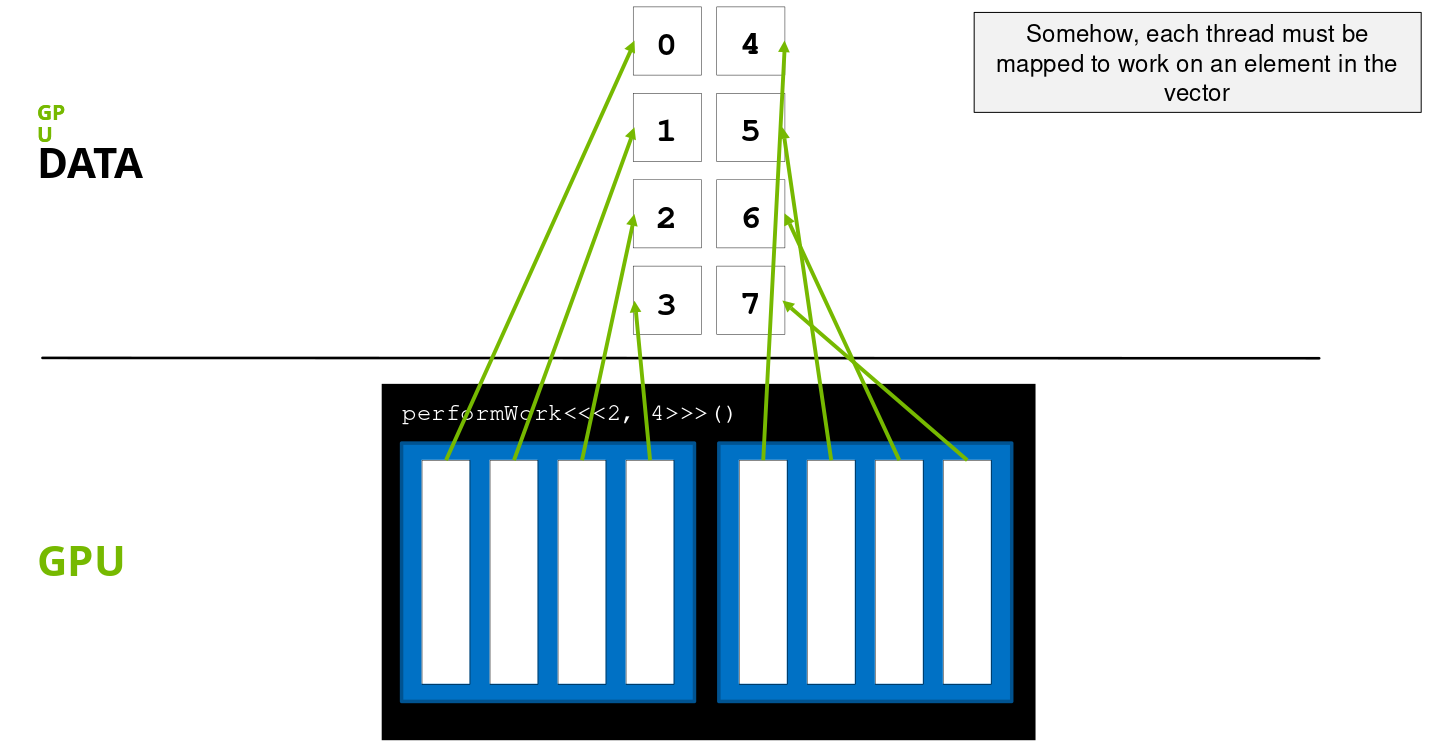 0 4
Somehow, each thread must be
mapped to work on an element in the
vector
GP
U
DATA
1 5
2 6
3 7
performWork<<<2, 4>>>()
GPU